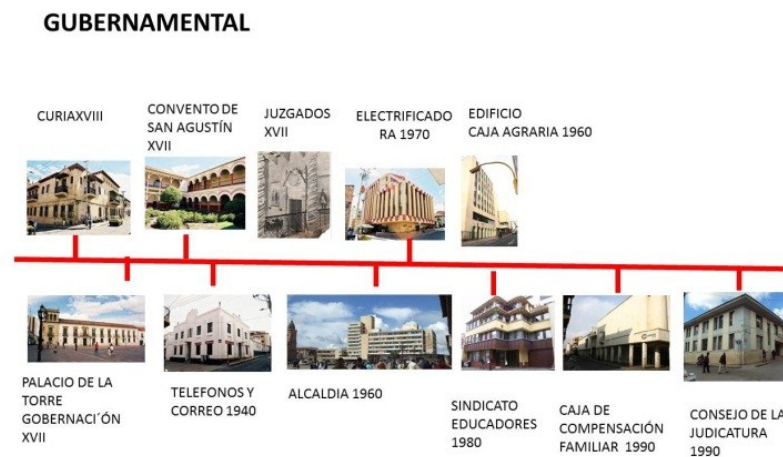 GUBERNAMENTAL
CURIAXVIII
CONVENTO DE
SAN AGUSTÍN
XVII
JUZGADOS
XVII
ELECTRIFICADO
RA 1970
EDIFICIO
CAJA AGRARIA 1960
PALACIO DE LA
TORRE
GOBERNACI´ÓN
XVII
TELEFONOS Y
CORREO 1940
ALCALDIA 1960
SINDICATO
EDUCADORES
1980
CAJA DE
COMPENSACIÓN
FAMILIAR 1990
CONSEJO DE LA
JUDICATURA
1990